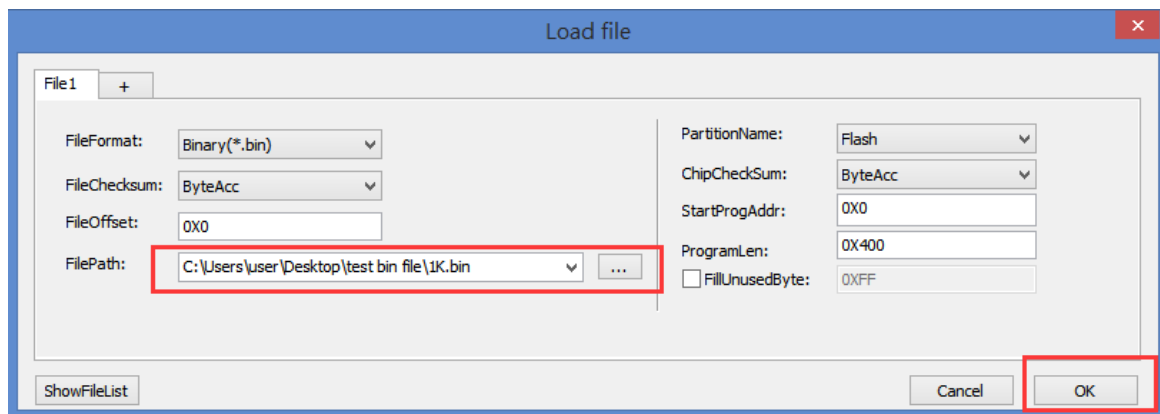 Load file
File1
+
FileFormat:
Binary(*.bin)
FileChecksum:
ByteAcc
FileOffset:
0X0
FilePath:
C:\Users\user\Desktop\test bin file\1K.bin
...
PartitionName:
Flash
ChipCheckSum:
ByteAcc
StartProgAddr:
0X0
ProgramLen:
0X400
FillUnusedByte:
0XFF
ShowFileList
Cancel
OK